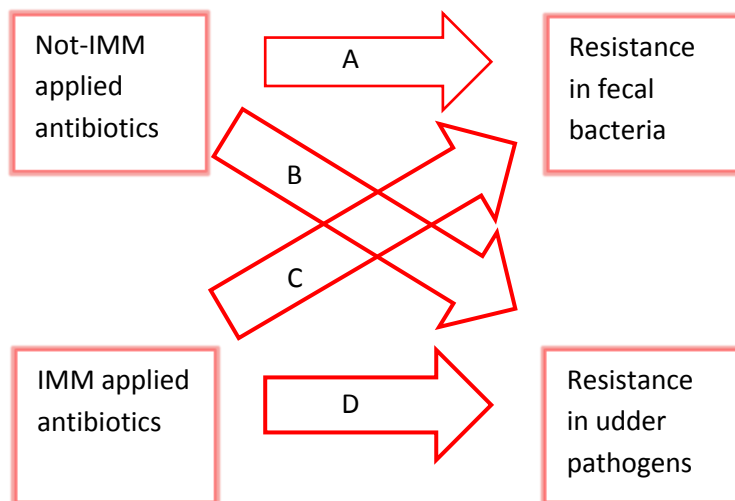 Not-IMM
applied
antibiotics
A
Resistance
in fecal
bacteria
B
C
IMM applied
antibiotics
D
Resistance
in udder
pathogens